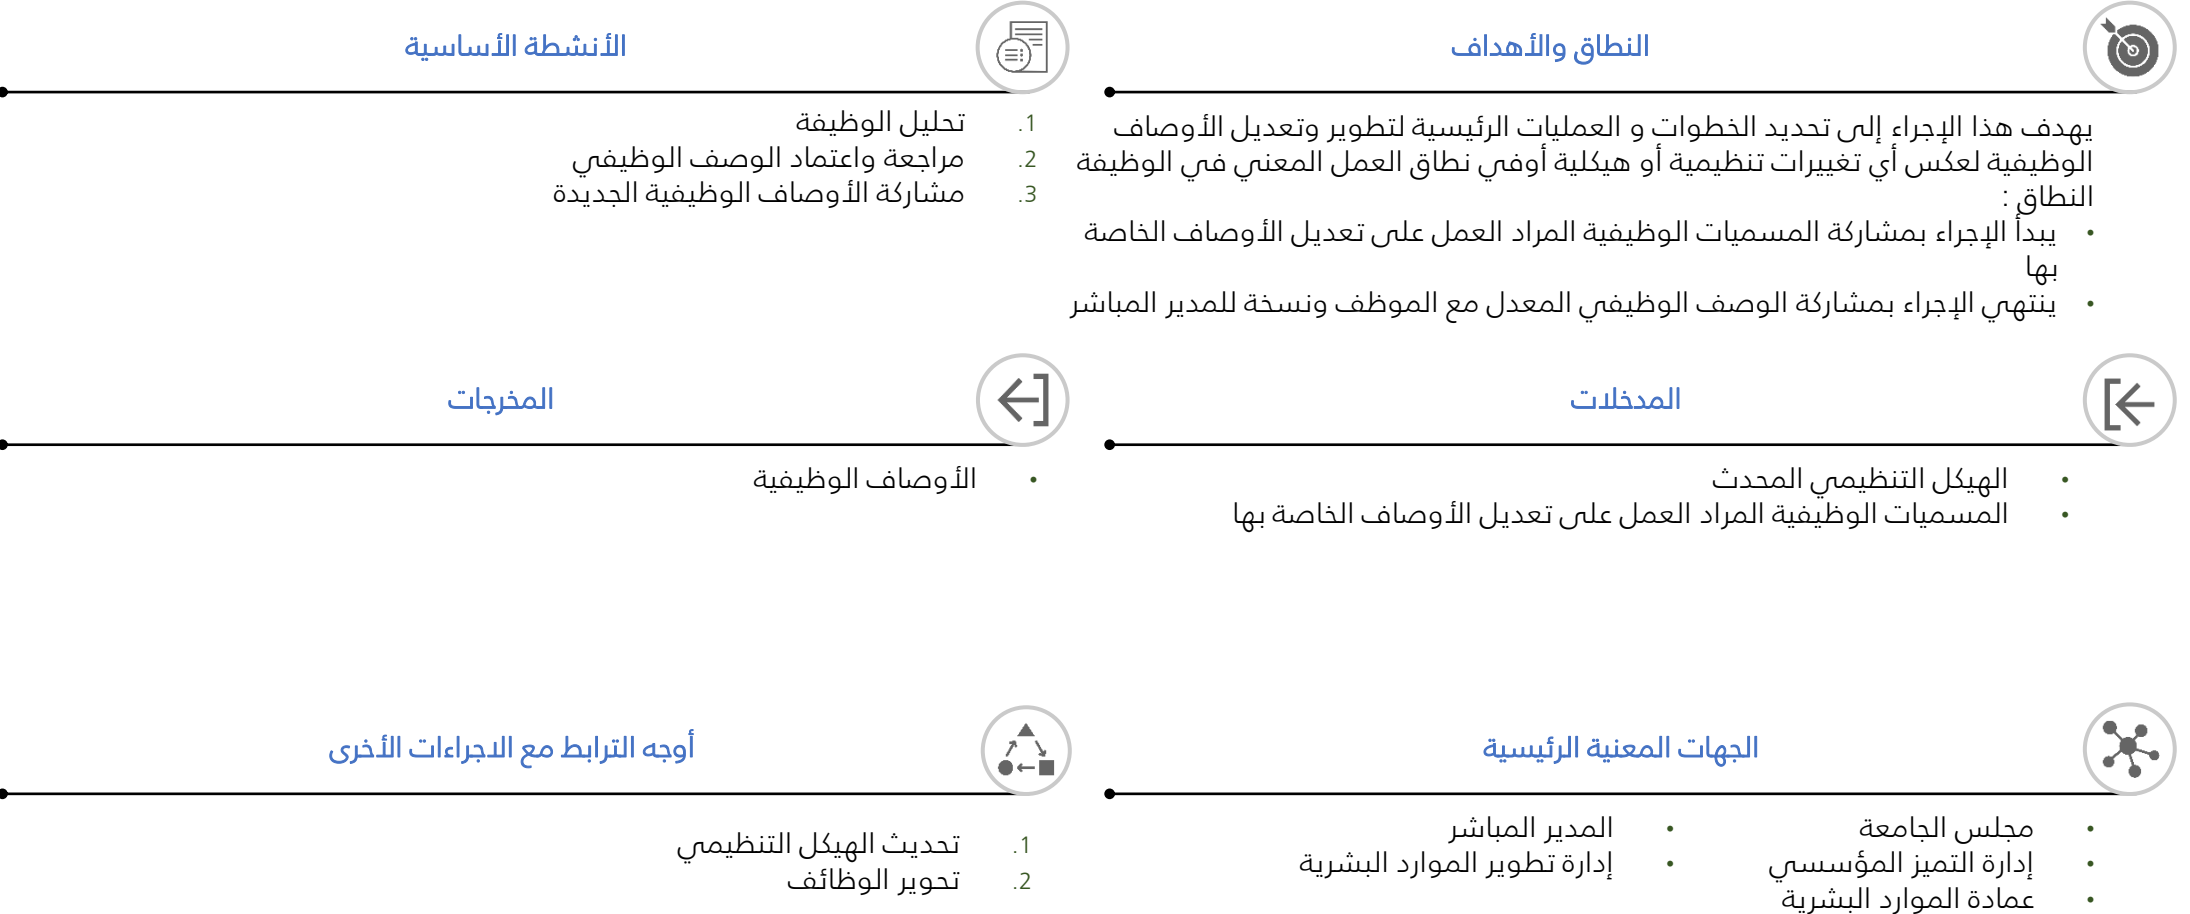 النطاق والأهداف
يهدف هذا الإجراء إلى تحديد الخطوات و العمليات الرئيسية لتطوير وتعديل الأوصاف
الوظيفية لعكس أي تغييرات تنظيمية أو هيكلية أوفي نطاق العمل المعني في الوظيفة
النطاق :
• يبدأ الإجراء بمشاركة المسميات الوظيفية المراد العمل على تعديل الأوصاف الخاصة
بها
• ينتهي الإجراء بمشاركة الوصف الوظيفي المعدل مع الموظف ونسخة للمدير المباشر
الأنشطة الأساسية
1. تحليل الوظيفة
2. مراجعة واعتماد الوصف الوظيفي
3. مشاركة الأوصاف الوظيفية الجديدة
المدخلات
• الهيكل التنظيمي المحدث
• المسميات الوظيفية المراد العمل على تعديل الأوصاف الخاصة بها
المخرجات
• الأوصاف الوظيفية
الجهات المعنية الرئيسية
• مجلس الجامعة
• إدارة التميز المؤسسي
• عمادة الموارد البشرية
• المدير المباشر
• إدارة تطوير الموارد البشرية
أوجه الترابط مع الاجراءات الأخرى
1. تحديث الهيكل التنظيمي
2. تحوير الوظائف